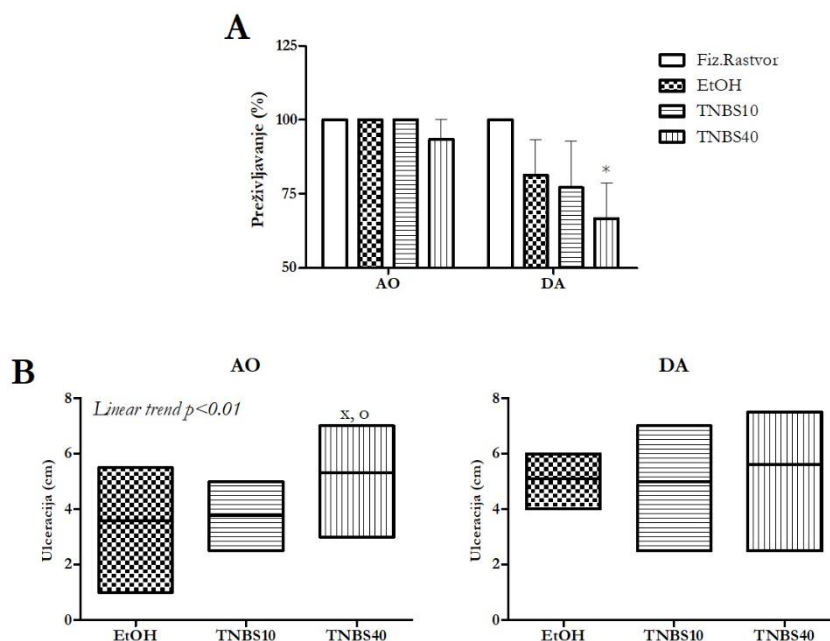 A
Preživljavanje (%)
125
100
75
50
AO
DA
*
Fiz.Rastvor
EtOH
TNBS10
TNBS40
B
AO
Ulceracija (cm)
8
6
4
2
0
Linear trend p<0.01
x, o
EtOH
TNBS10
TNBS40
DA
Ulceracija (cm)
8
6
4
2
0
EtOH
TNBS10
TNBS40